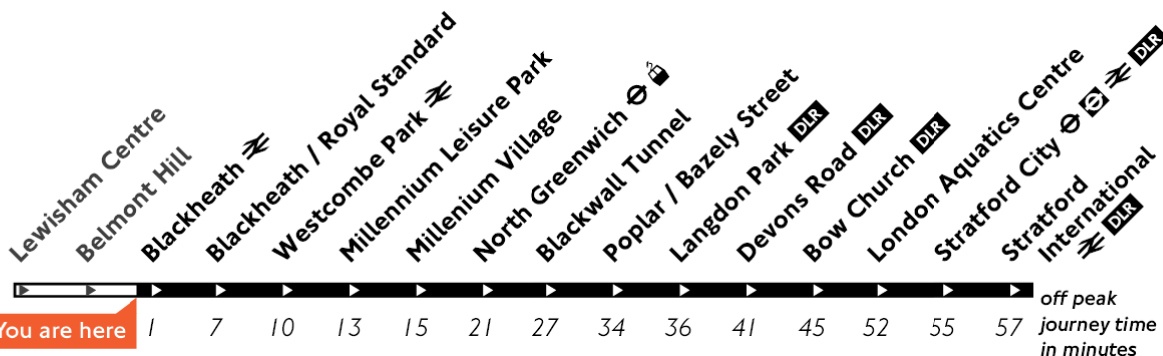 Lewisham Centre
Belmont Hill
Blackheath
Blackheath / Royal Standard
Westcombe Park
Millennium Leisure Park
Millenium Village
North Greenwich
Blackwall Tunnel
Poplar / Bazely Street
Langdon Park DLR
Devons Road DLR
Bow Church DLR
London Aquatics Centre
Stratford City DLR
Stratford
International
DLR
You are here
1 7 10 13 15 21 27 34 36 41 45 52 55 57
off peak
journey time
in minutes